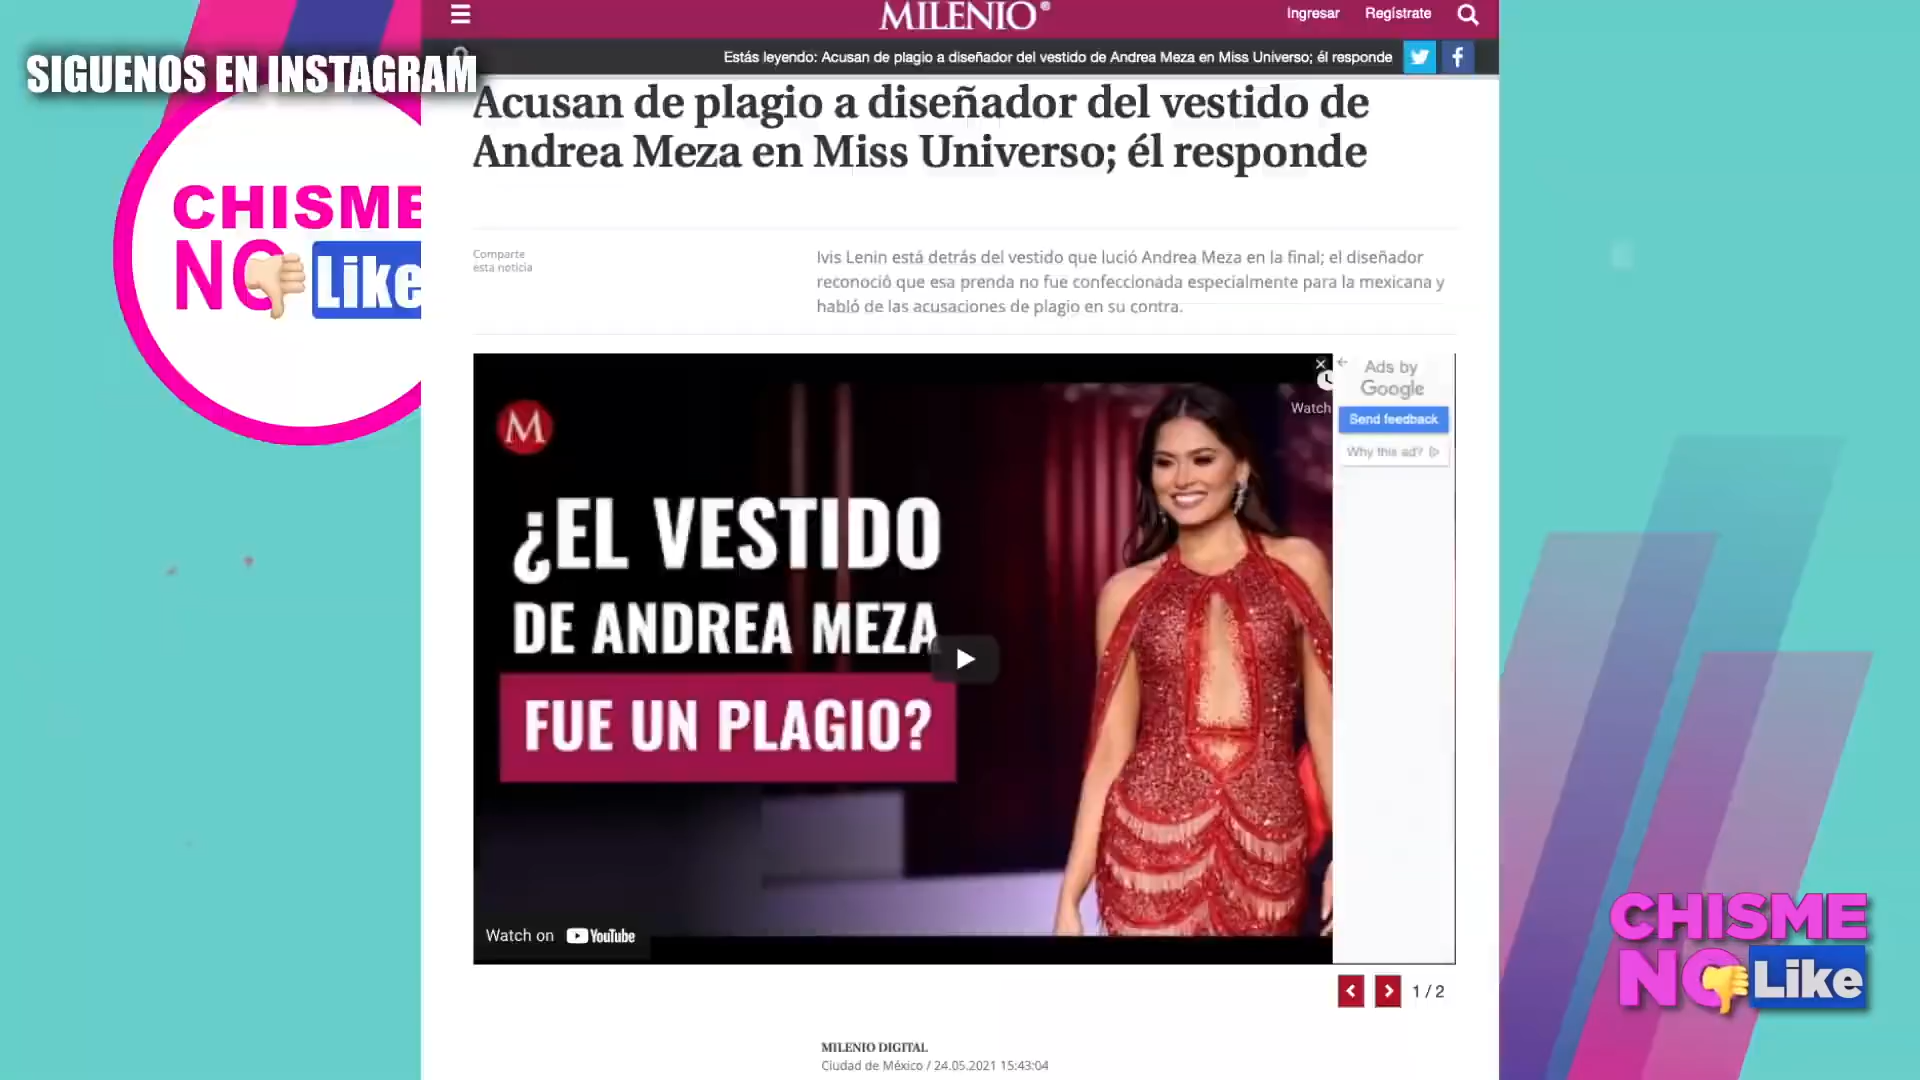 MILENIO
Ingresar
Regístrate
SIGUENOS EN INSTAGRAM
Estás leyendo: Acusan de plagio a diseñador del vestido de Andrea Meza en Miss Universo; él responde
Acusan de plagio a diseñador del vestido de
Andrea Meza en Miss Universo; él responde
CHISME
NO
Like
Comparte
esta noticia
Ivis Lenin está detrás del vestido que lució Andrea Meza en la final; el diseñador
reconoció que esa prenda no fue confeccionada especialmente para la mexicana y
habló de las acusaciones de plagio en su contra.
Ads by
Google
Send feedback
Why this ad?
Watch
M
¿EL VESTIDO
DE ANDREA MEZA
FUE UN PLAGIO?
Watch on YouTube
1 / 2
CHISME
NO
Like
MILENIO DIGITAL
Ciudad de México / 24.05.2021 15:43:04